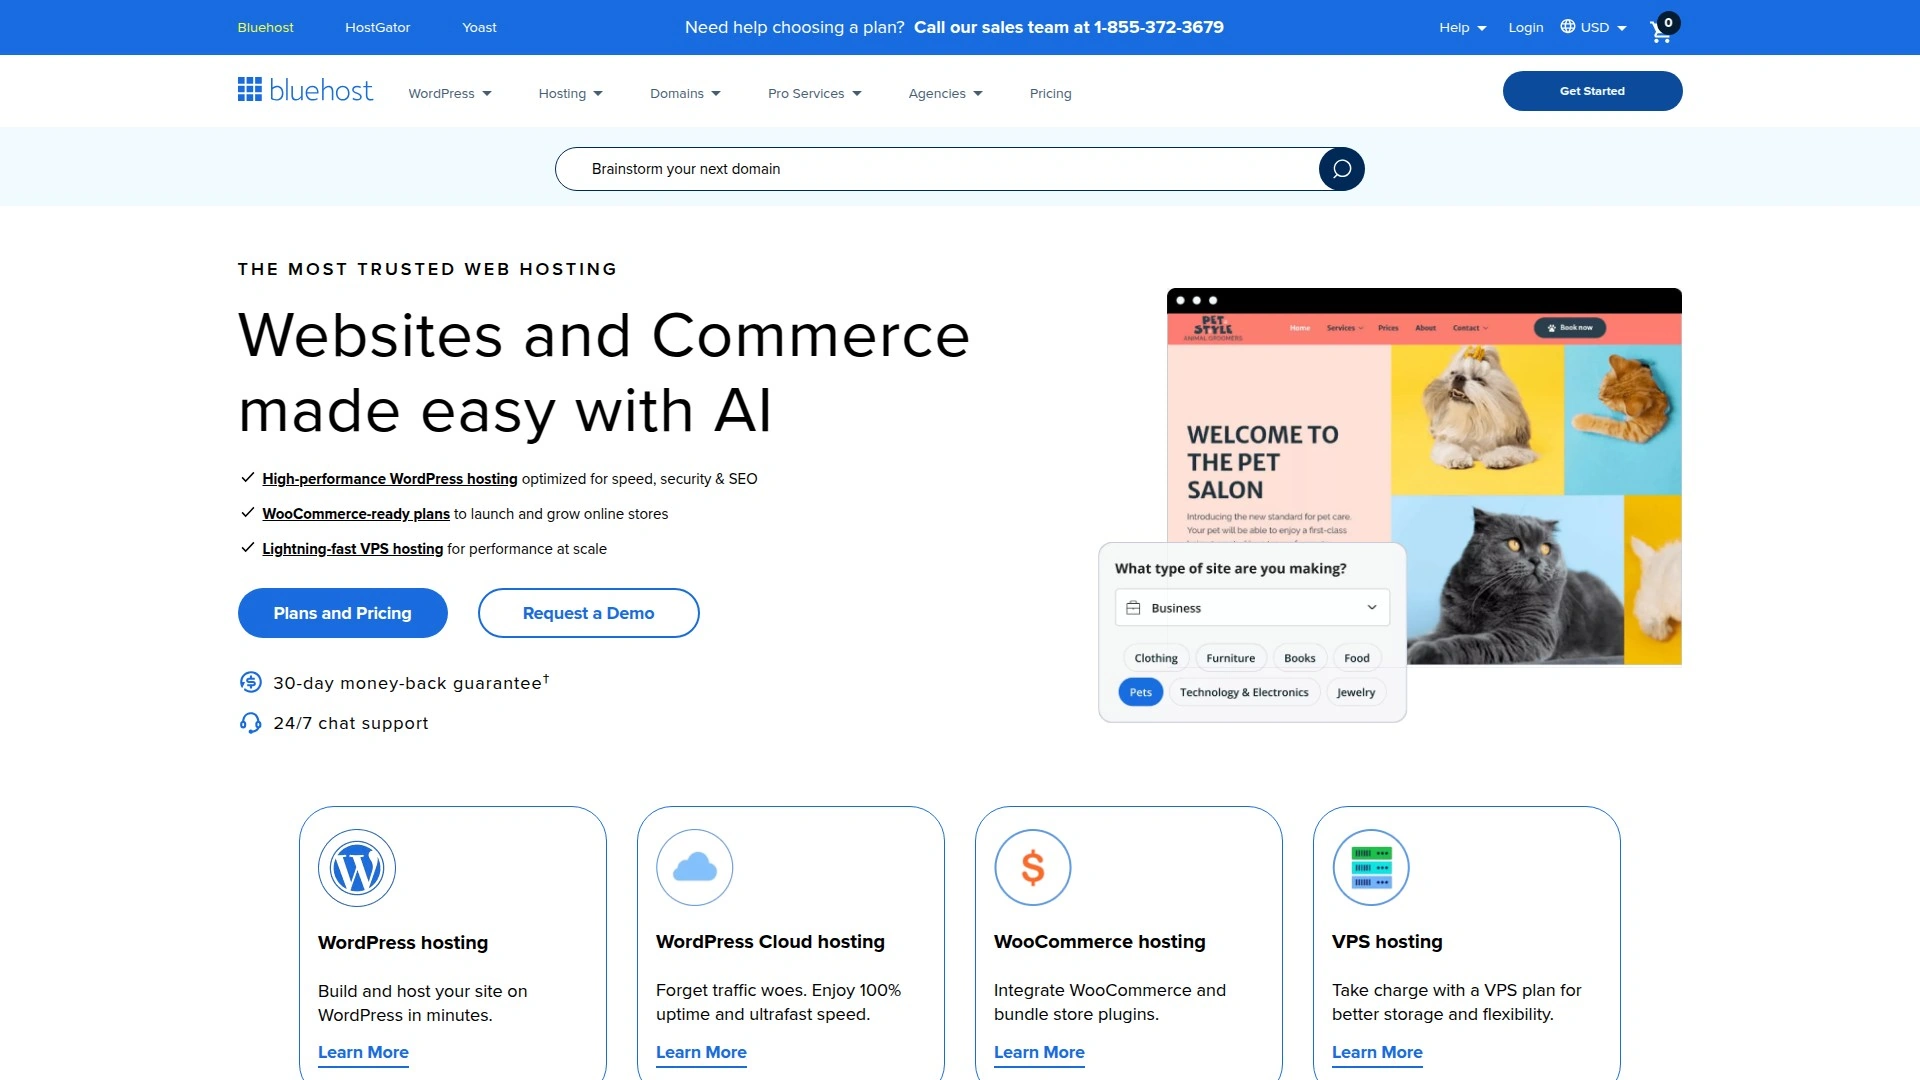 Bluehost
HostGator
Yoast
Need help choosing a plan? Call our sales team at 1-855-372-3679
Help
Login
USD
0
bluehost
WordPress
Hosting
Domains
Pro Services
Agencies
Pricing
Get Started
Brainstorm your next domain
THE MOST TRUSTED WEB HOSTING
Websites and Commerce
made easy with AI
High-performance WordPress hosting optimized for speed, security & SEO
WooCommerce-ready plans to launch and grow online stores
Lightning-fast VPS hosting for performance at scale
Plans and Pricing
Request a Demo
30-day money-back guarantee†
24/7 chat support
PET
STYLE
ANIMAL GROOMERS
Home
Services
Prices
About
Contact
Book now
WELCOME TO
THE PET
SALON
Introducing the new standard for pet care.
Your pet will be able to enjoy a first-class
What type of site are you making?
Business
Clothing
Furniture
Books
Food
Pets
Technology & Electronics
Jewelry
WordPress hosting
Build and host your site on
WordPress in minutes.
Learn More
WordPress Cloud hosting
Forget traffic woes. Enjoy 100%
uptime and ultrafast speed.
Learn More
WooCommerce hosting
Integrate WooCommerce and
bundle store plugins.
Learn More
VPS hosting
Take charge with a VPS plan for
better storage and flexibility.
Learn More